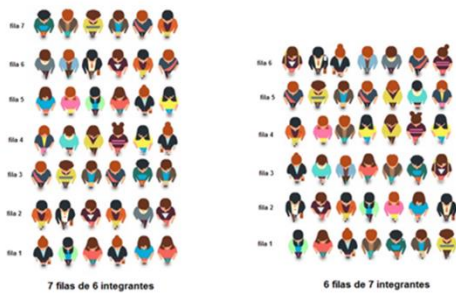 fila 7
fila 6
fila 5
fila 4
fila 3
fila 2
fila 1
7 filas de 6 integrantes
fila 6
fila 5
fila 4
fila 3
fila 2
fila 1
6 filas de 7 integrantes